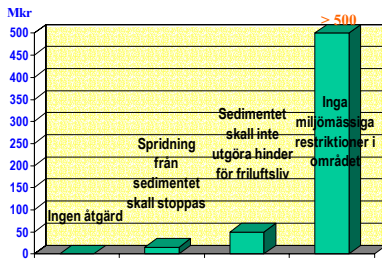 Mkr
> 500
500
450
400
350
300
250
200
150
100
50
0
Ingen åtgärd
Spridning
från
sedimentet
skall stoppas
Sedimentet
skall inte
utgöra hinder
för friluftsliv
Inga
miljömässiga
restriktioner i
området